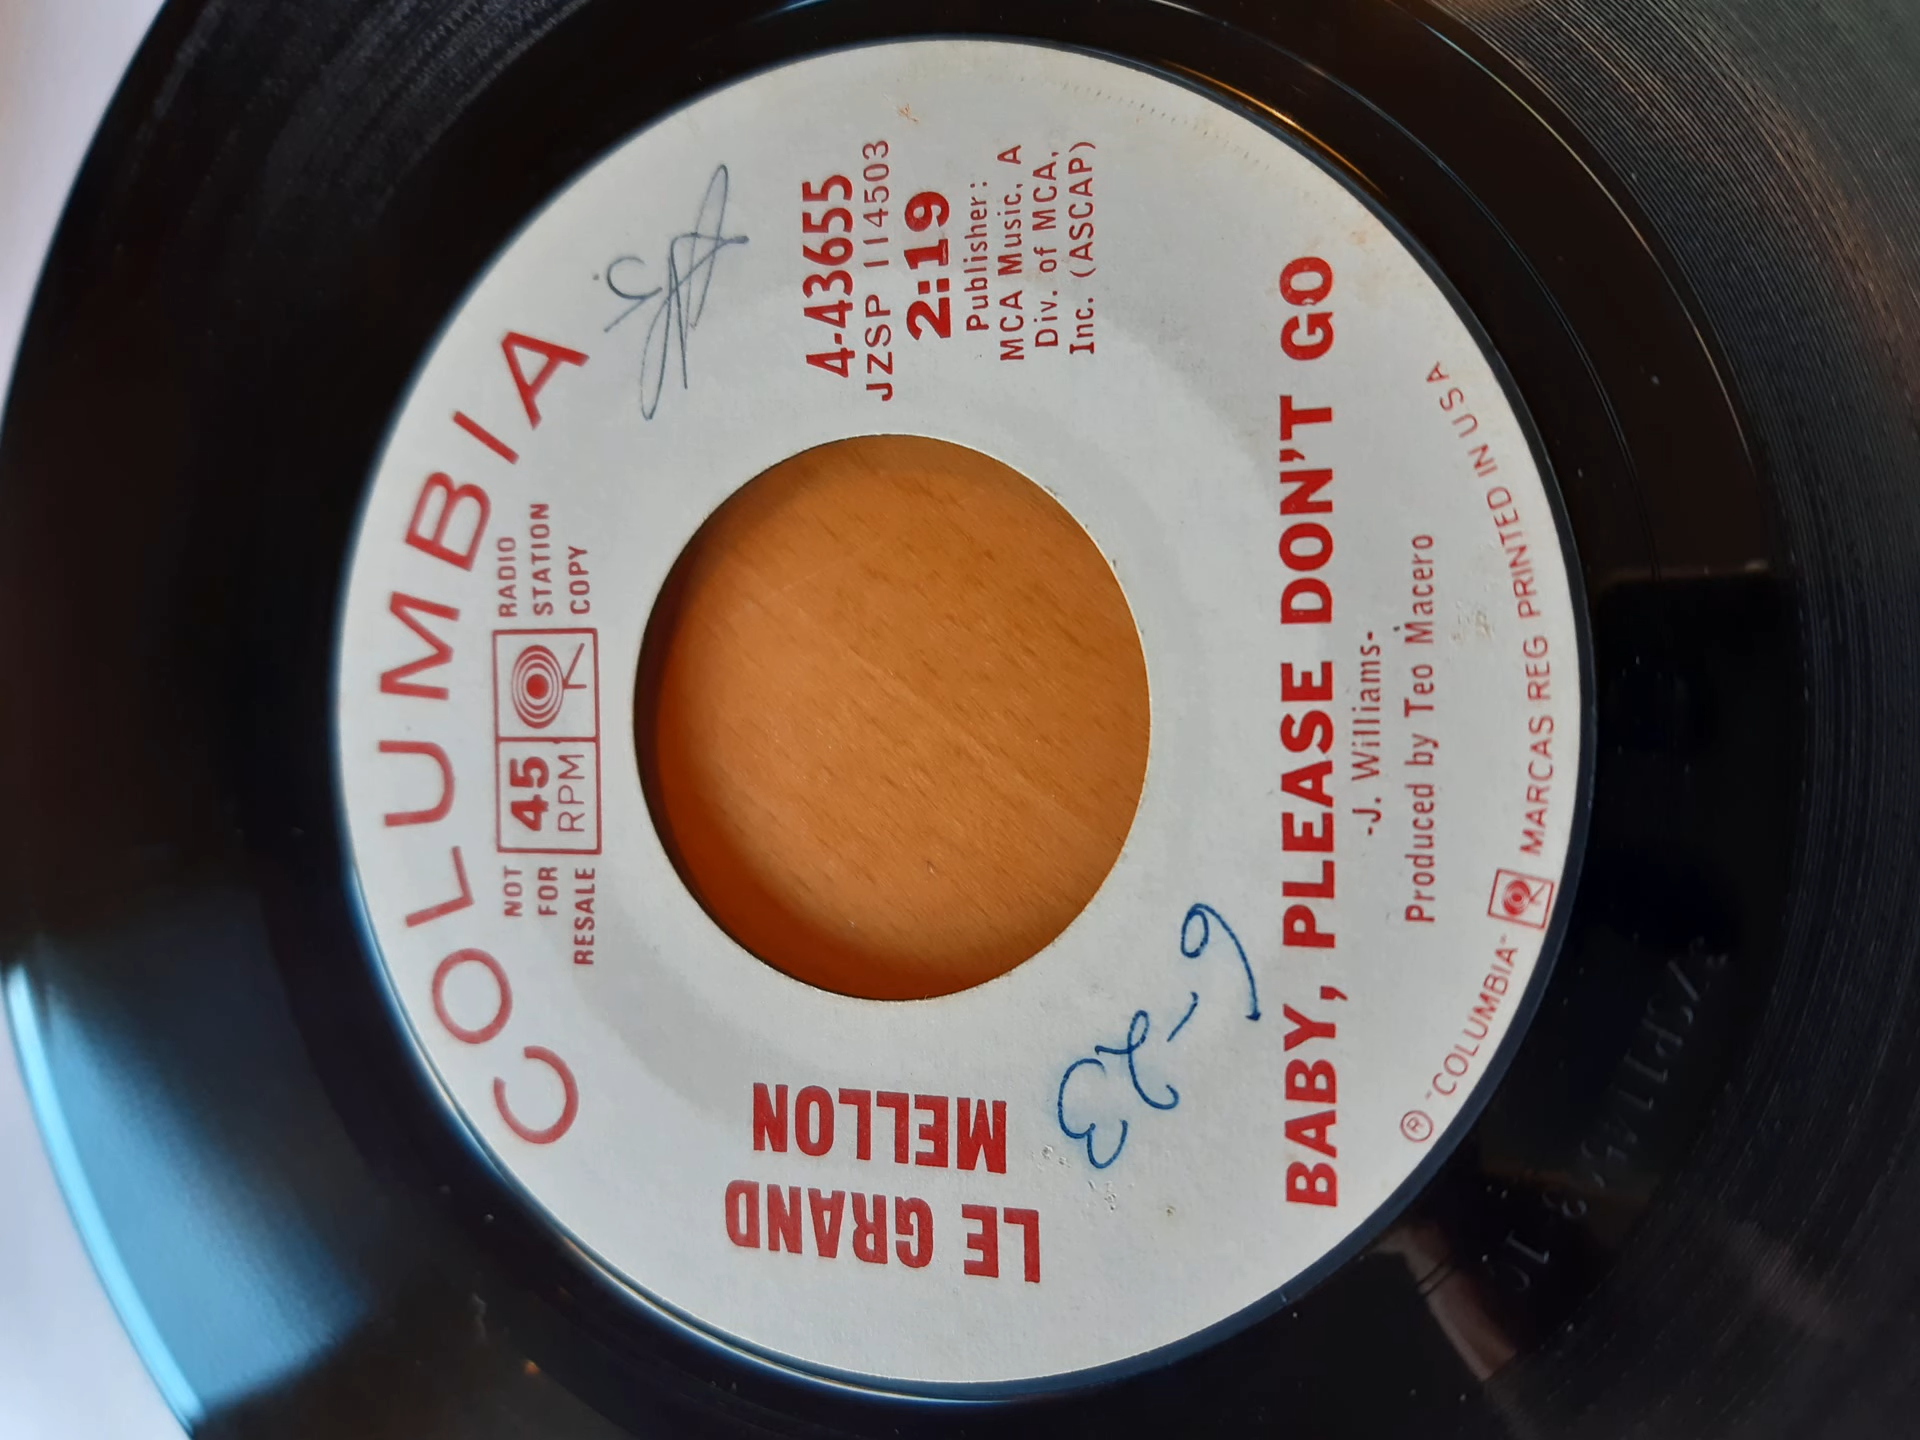 COLUMBIA
NOT
FOR
RESALE
45
RPM
RADIO
STATION
COPY
4-43655
JZSP 114503
2:19
Publisher:
MCA Music, A
Div. of MCA,
Inc. (ASCAP)
LE GRAND
MELLON
BABY, PLEASE DON'T GO
-J. Williams-
Produced by Teo Macero
® "COLUMBIA" MARCAS REG PRINTED IN USA